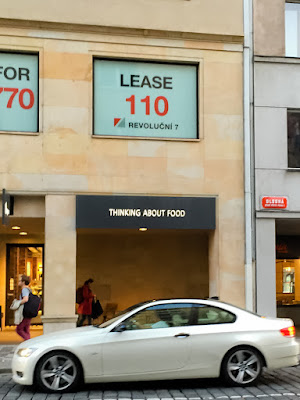 FOR
770
LEASE
110
REVOLUČNÍ 7
THINKING ABOUT FOOD
DLOUHÁ